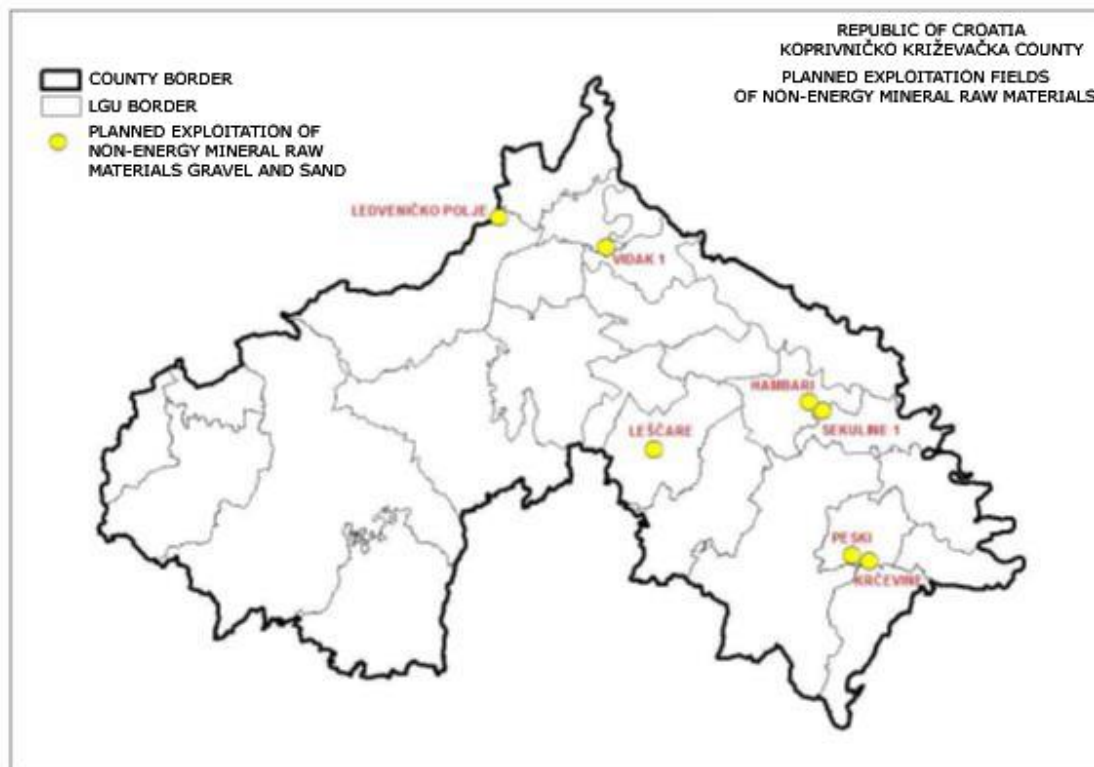 REPUBLIC OF CROATIA
KOPRIVNIČKO KRIŽEVAČKA COUNTY
PLANNED EXPLOITATION FIELDS
OF NON-ENERGY MINERAL RAW MATERIALS
COUNTY BORDER
LGU BORDER
PLANNED EXPLOITATION OF
NON-ENERGY MINERAL RAW
MATERIALS GRAVEL AND SAND
LEDVENIČKO POLJE
VIDAK 1
HAMBARI
SEKULINE 1
LEŠČARE
PESKI
KRČEVINE